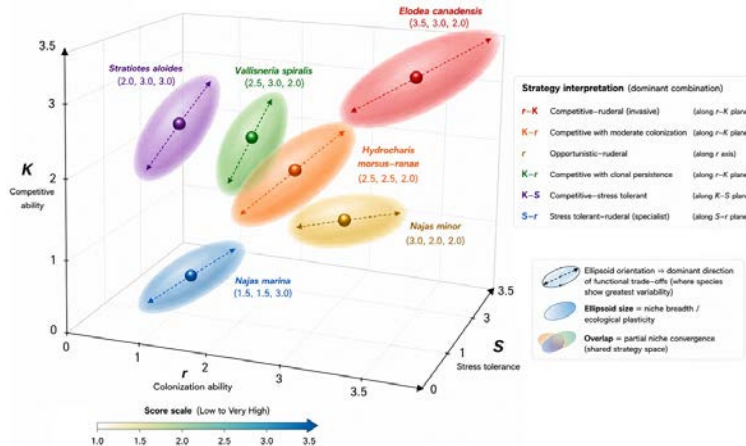 Elodea canadensis
(3.5, 3.0, 2.0)
Stratiotes aloides
(2.0, 3.0, 3.0)
Vallisneria spiralis
(2.5, 3.0, 2.0)
Hydrocharis
morsus-ranae
(2.5, 2.5, 2.0)
Najas minor
(3.0, 2.0, 2.0)
Najas marina
(1.5, 1.5, 3.0)
3.5
3
2
1
0
K
Competitive
ability
0
1
2
3
3.5
r
Colonization ability
0
1
3
3.5
S
Stress tolerance
Score scale (Low to Very High)
1.0 1.5 2.0 2.5 3.0 3.5
Strategy interpretation (dominant combination)
r–K Competitive–ruderal (invasive) (along r–K plane
K–r Competitive with moderate colonization (along r–K plane
r Opportunistic–ruderal (along r axis)
K–r Competitive with clonal persistence (along r–K plane
K–S Competitive–stress tolerant (along K–S plane
S–r Stress tolerant–ruderal (specialist) (along S–r plane
Ellipsoid orientation = dominant direction
of functional trade-offs (where species
show greatest variability)
Ellipsoid size = niche breadth /
ecological plasticity
Overlap = partial niche convergence
(shared strategy space)